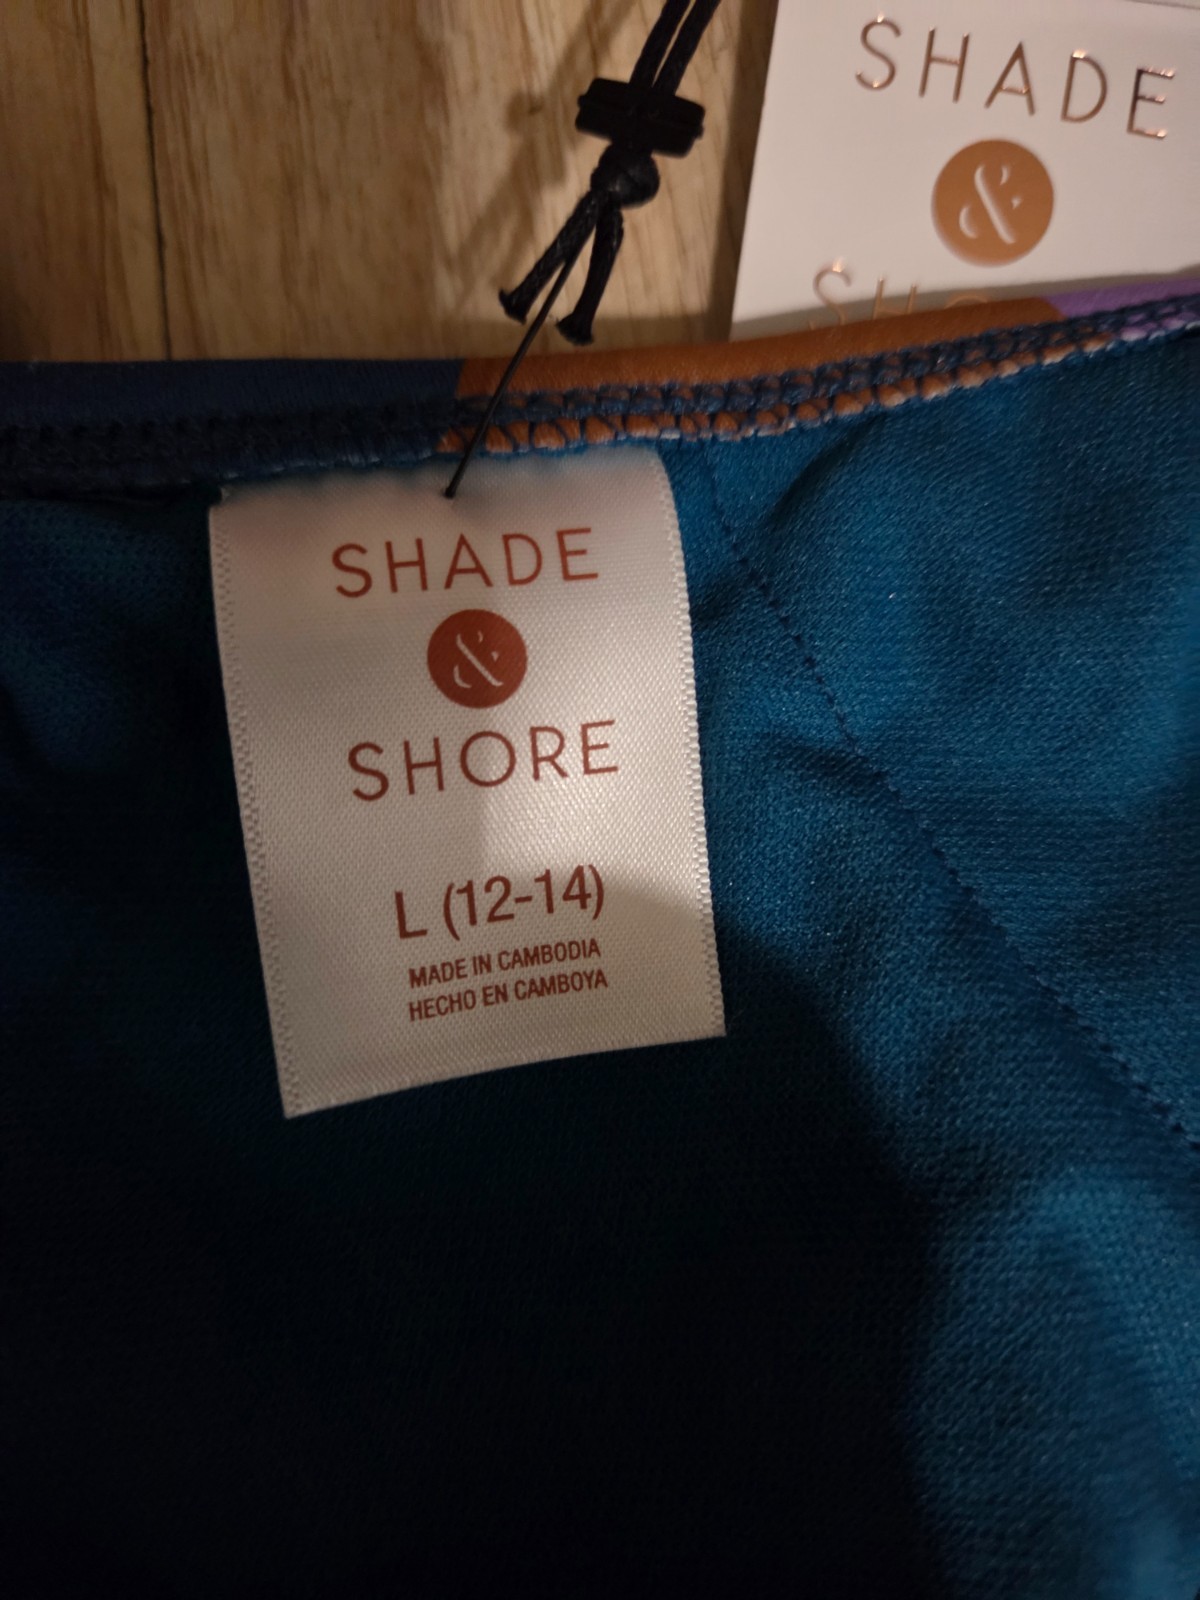 SHADE
&
SHADE
&
SHORE
L (12-14)
MADE IN CAMBODIA
HECHO EN CAMBOYA